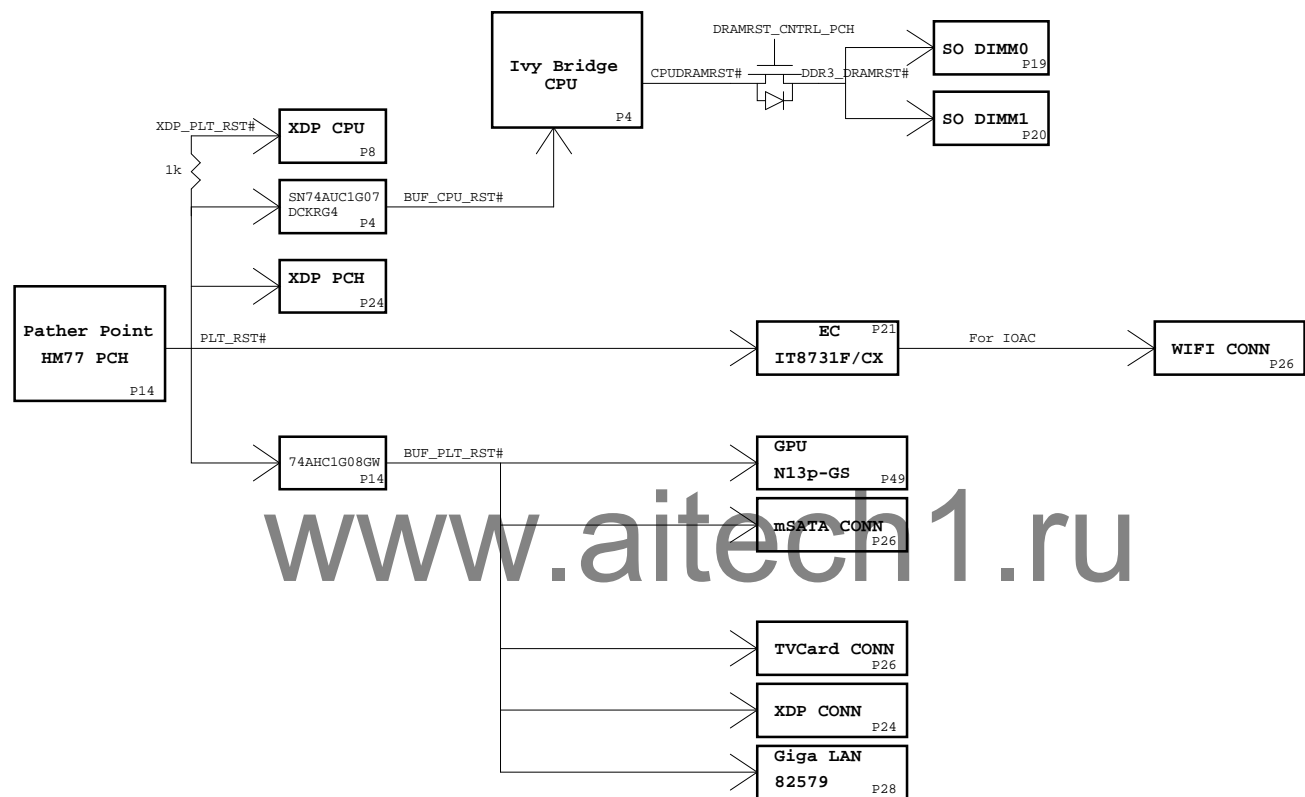 DRAMRST_CNTRL_PCH
Ivy Bridge
CPU
P4
CPUDRAMRST#
DDR3_DRAMRST#
SO DIMM0
P19
SO DIMM1
P20
XDP_PLT_RST#
1k
XDP CPU
P8
SN74AUC1G07
DCKRG4
P4
BUF_CPU_RST#
XDP PCH
P24
Pather Point
HM77 PCH
P14
PLT_RST#
EC
P21
IT8731F/CX
For IOAC
WIFI CONN
P26
74AHC1G08GW
P14
BUF_PLT_RST#
GPU
N13p-GS
P49
mSATA CONN
P26
www.aitech1.ru
TVCard CONN
P26
XDP CONN
P24
Giga LAN
82579
P28